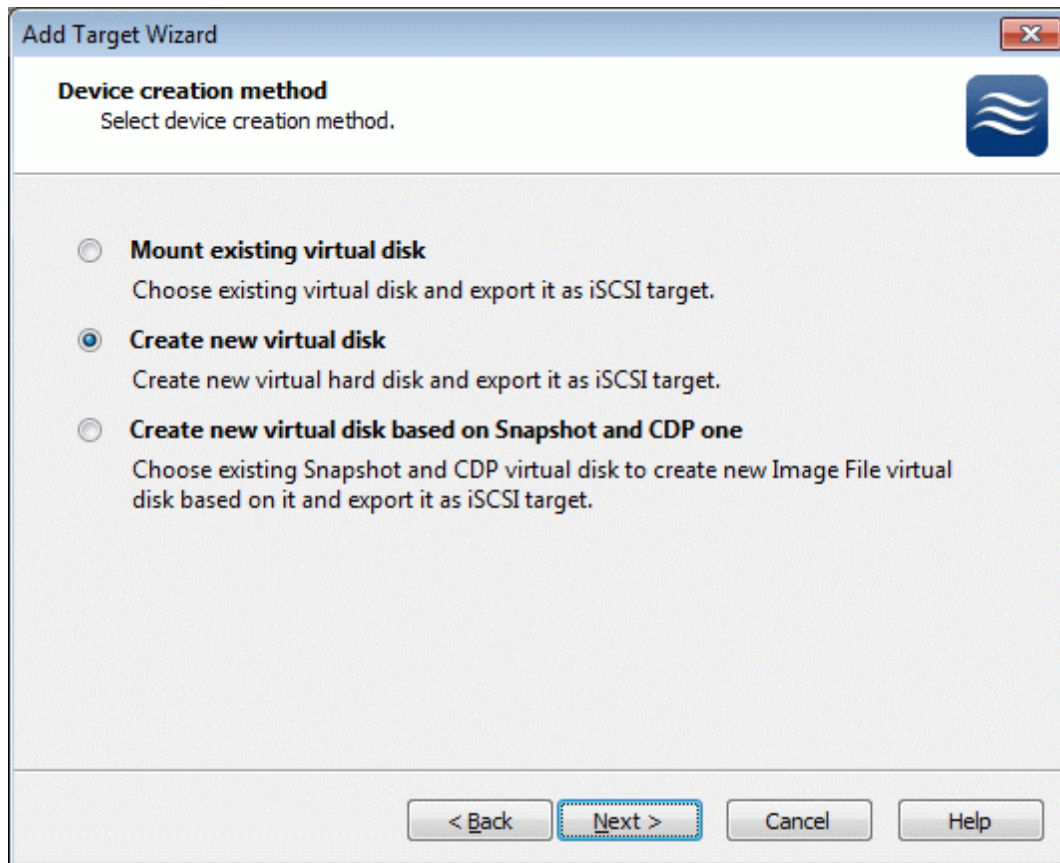 Add Target Wizard
Device creation method
Select device creation method.
Mount existing virtual disk
Choose existing virtual disk and export it as iSCSI target.
Create new virtual disk
Create new virtual hard disk and export it as iSCSI target.
Create new virtual disk based on Snapshot and CDP one
Choose existing Snapshot and CDP virtual disk to create new Image File virtual
disk based on it and export it as iSCSI target.
< Back Next > Cancel Help